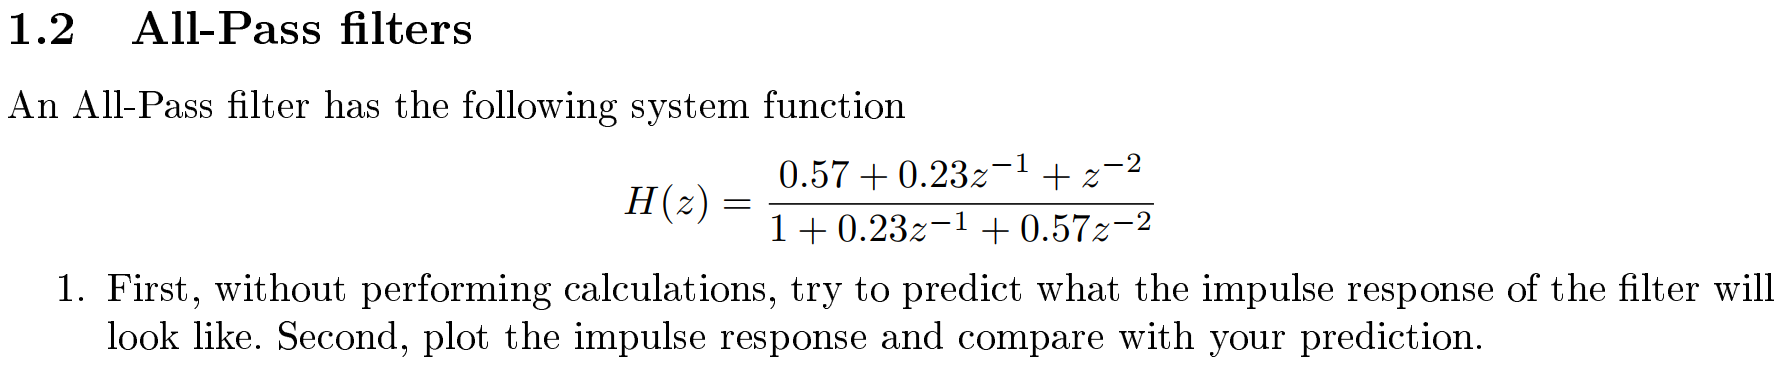 1.2 All-Pass filters
An All-Pass filter has the following system function
H(z) = \frac{0.57 + 0.23z^{-1} + z^{-2}}{1 + 0.23z^{-1} + 0.57z^{-2}}
1. First, without performing calculations, try to predict what the impulse response of the filter will
look like. Second, plot the impulse response and compare with your prediction.